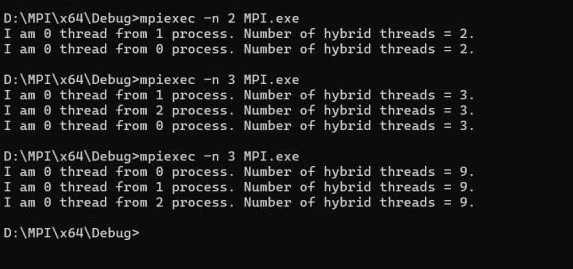 D:\MPI\x64\Debug>mpiexec -n 2 MPI.exe
I am 0 thread from 1 process. Number of hybrid threads = 2.
I am 0 thread from 0 process. Number of hybrid threads = 2.
D:\MPI\x64\Debug>mpiexec -n 3 MPI.exe
I am 0 thread from 1 process. Number of hybrid threads = 3.
I am 0 thread from 2 process. Number of hybrid threads = 3.
I am 0 thread from 0 process. Number of hybrid threads = 3.
D:\MPI\x64\Debug>mpiexec -n 3 MPI.exe
I am 0 thread from 0 process. Number of hybrid threads = 9.
I am 0 thread from 1 process. Number of hybrid threads = 9.
I am 0 thread from 2 process. Number of hybrid threads = 9.
D:\MPI\x64\Debug>